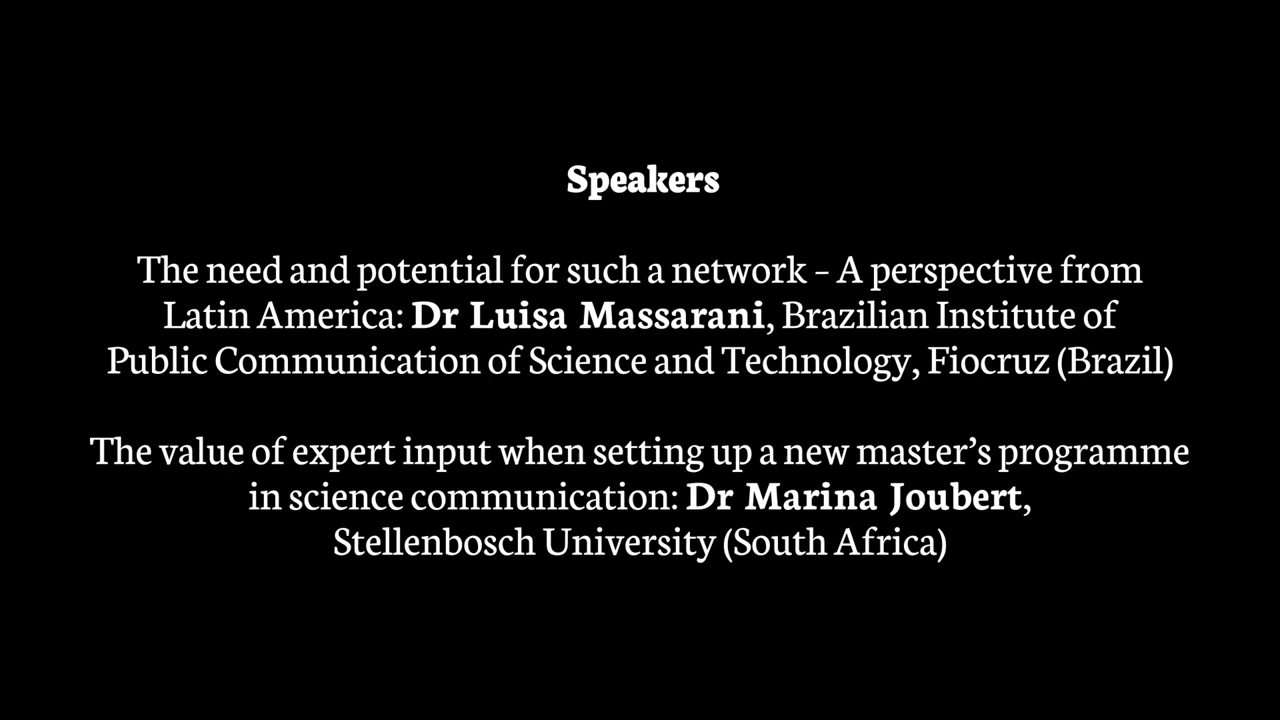 Speakers
The need and potential for such a network – A perspective from
Latin America: Dr Luisa Massarani, Brazilian Institute of
Public Communication of Science and Technology, Fiocruz (Brazil)
The value of expert input when setting up a new master’s programme
in science communication: Dr Marina Joubert,
Stellenbosch University (South Africa)